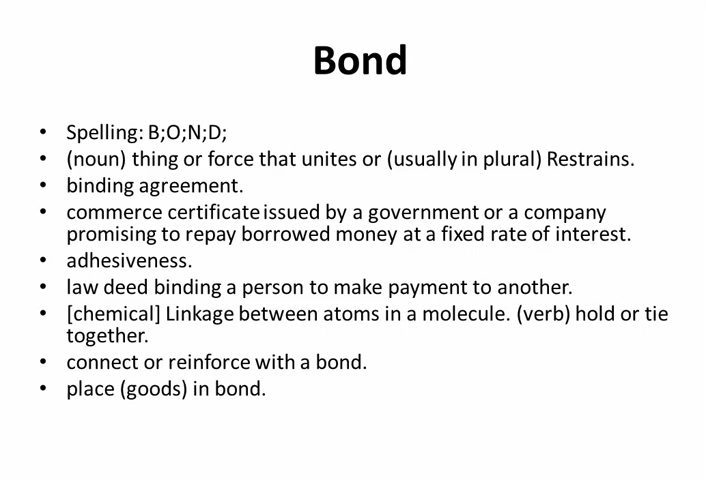 Bond
• Spelling: B;O;N;D;
• (noun) thing or force that unites or (usually in plural) Restrains.
• binding agreement.
• commerce certificate issued by a government or a company
promising to repay borrowed money at a fixed rate of interest.
• adhesiveness.
• law deed binding a person to make payment to another.
• [chemical] Linkage between atoms in a molecule. (verb) hold or tie
together.
• connect or reinforce with a bond.
• place (goods) in bond.